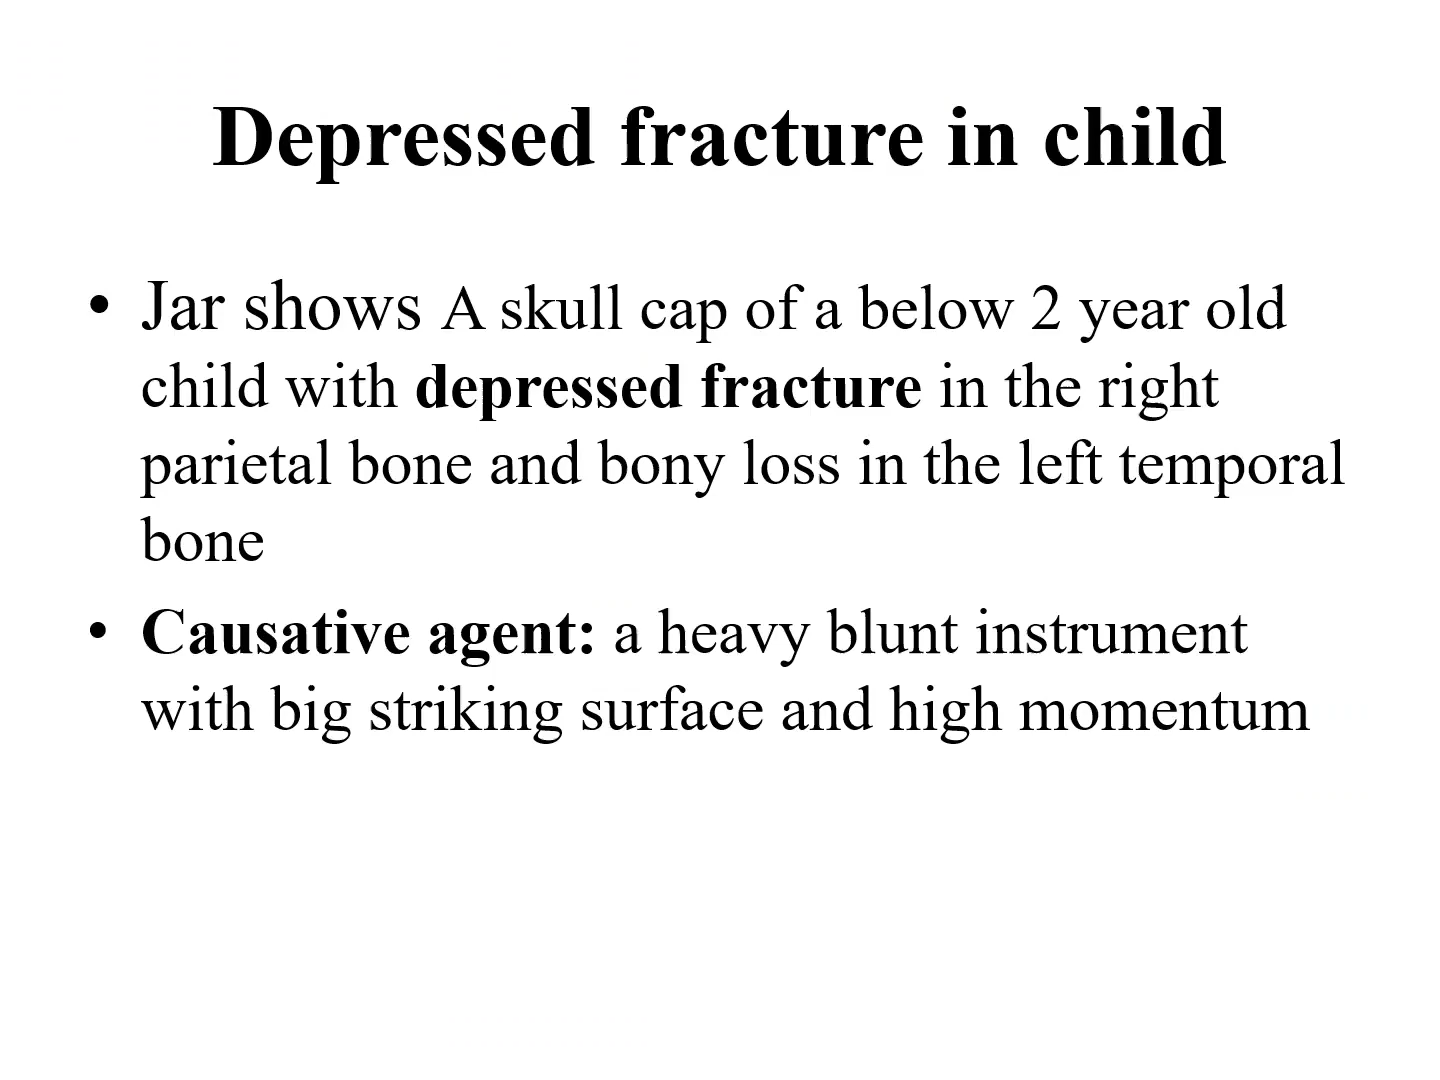 Depressed fracture in child
• Jar shows A skull cap of a below 2 year old
child with depressed fracture in the right
parietal bone and bony loss in the left temporal
bone
• Causative agent: a heavy blunt instrument
with big striking surface and high momentum